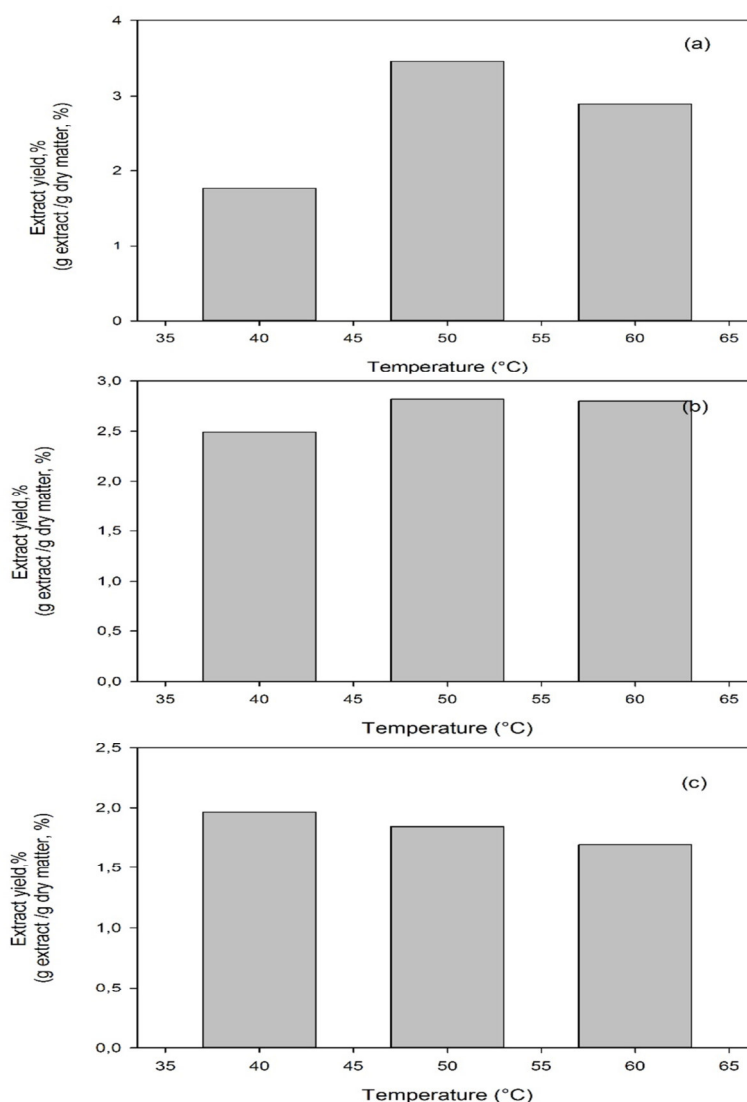 4
(a)
3
2
1
0
Extract yield,%
(g extract /g dry matter, %)
35 40 45 50 55 60 65
Temperature (°C)
3,0
(b)
2,5
2,0
1,5
1,0
0,5
0,0
Extract yield,%
(g extract /g dry matter, %)
35 40 45 50 55 60 65
Temperature (°C)
2,5
(c)
2,0
1,5
1,0
0,5
0,0
Extract yield,%
(g extract /g dry matter, %)
35 40 45 50 55 60 65
Temperature (°C)